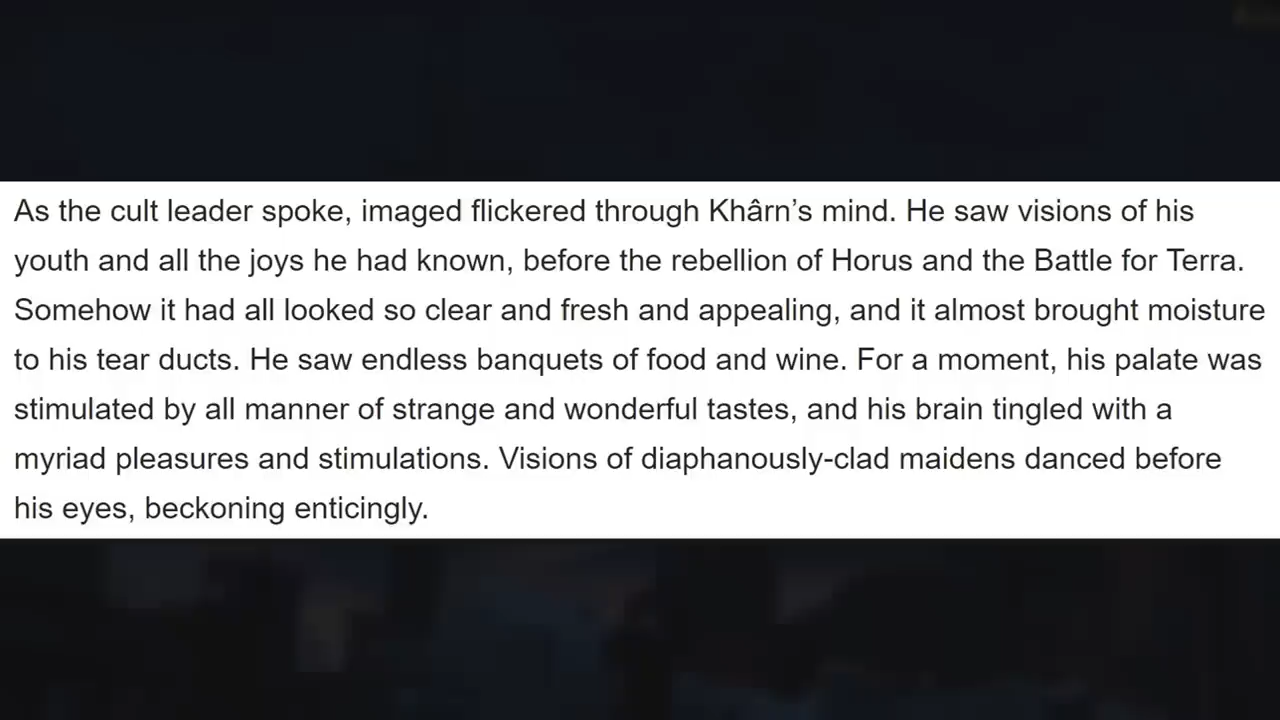 As the cult leader spoke, imaged flickered through Khârn’s mind. He saw visions of his
youth and all the joys he had known, before the rebellion of Horus and the Battle for Terra.
Somehow it had all looked so clear and fresh and appealing, and it almost brought moisture
to his tear ducts. He saw endless banquets of food and wine. For a moment, his palate was
stimulated by all manner of strange and wonderful tastes, and his brain tingled with a
myriad pleasures and stimulations. Visions of diaphanously-clad maidens danced before
his eyes, beckoning enticingly.